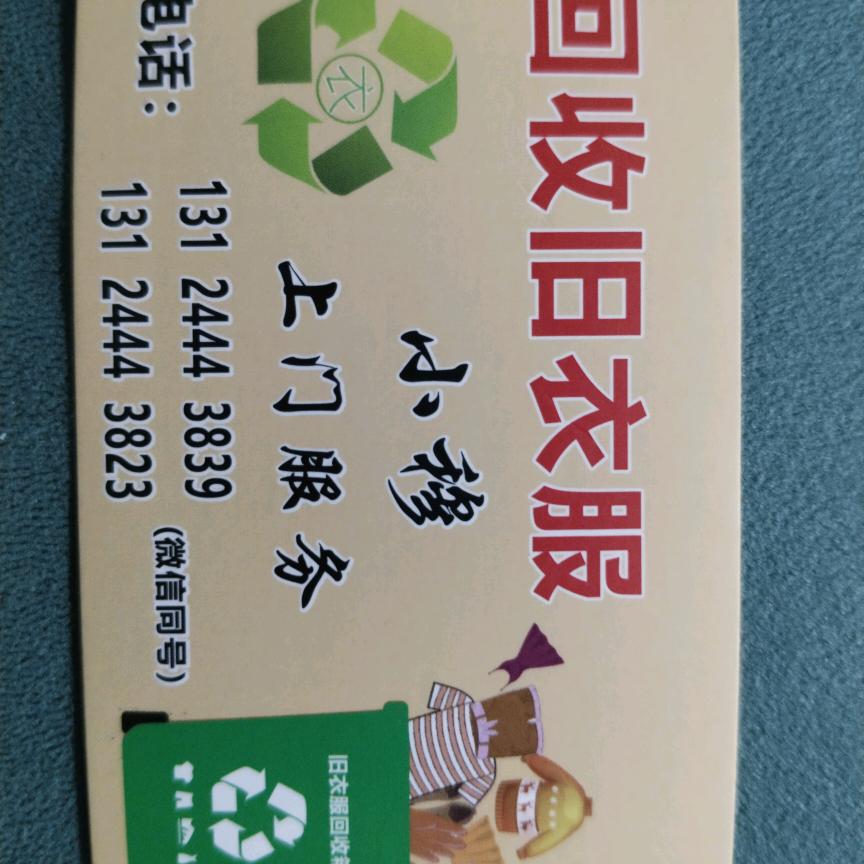 回收旧衣服
小穆
衣
上门服务
电话：
131 2444 3839
131 2444 3823
(微信同号)
旧衣服回收